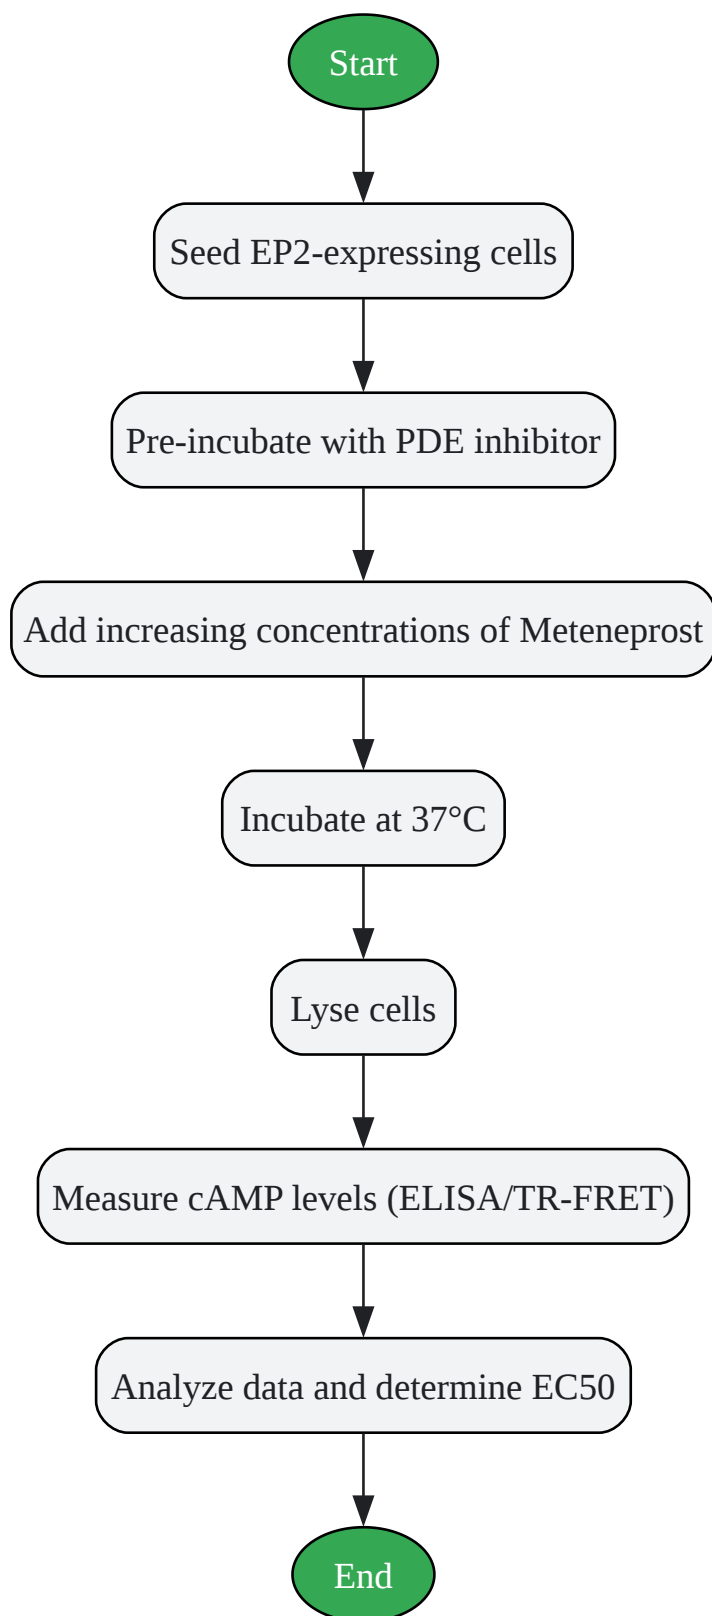 Start
Seed EP2-expressing cells
Pre-incubate with PDE inhibitor
Add increasing concentrations of Meteneprost
Incubate at 37°C
Lyse cells
Measure cAMP levels (ELISA/TR-FRET)
Analyze data and determine EC50
End